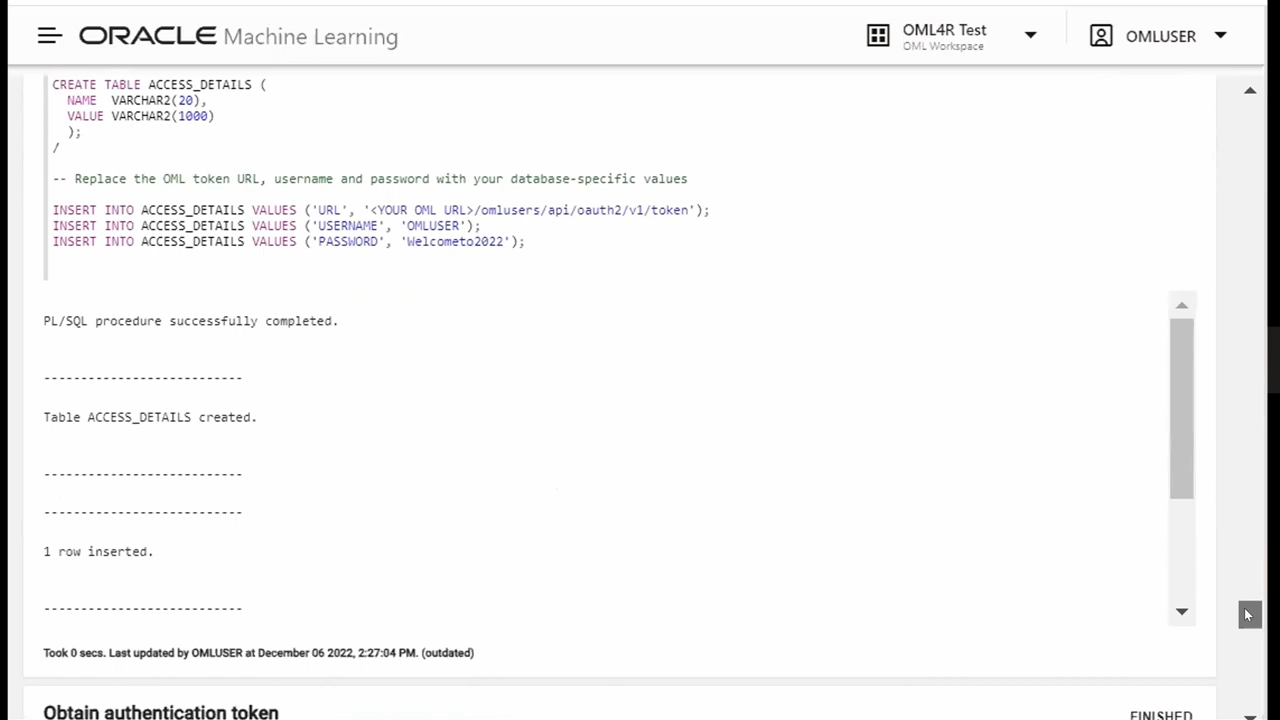 ORACLE Machine Learning
OML4R Test
OML Workspace
OMLUSER
CREATE TABLE ACCESS_DETAILS (
NAME VARCHAR2(20),
VALUE VARCHAR2(1000)
);
/
-- Replace the OML token URL, username and password with your database-specific values
INSERT INTO ACCESS_DETAILS VALUES ('URL', '<YOUR OML URL>/omlusers/api/oauth2/v1/token');
INSERT INTO ACCESS_DETAILS VALUES ('USERNAME', 'OMLUSER');
INSERT INTO ACCESS_DETAILS VALUES ('PASSWORD', 'Welcometo2022');
PL/SQL procedure successfully completed.
---------------------------
Table ACCESS_DETAILS created.
---------------------------
---------------------------
1 row inserted.
---------------------------
Took 0 secs. Last updated by OMLUSER at December 06 2022, 2:27:04 PM. (outdated)
Obtain authentication token
FINISHED